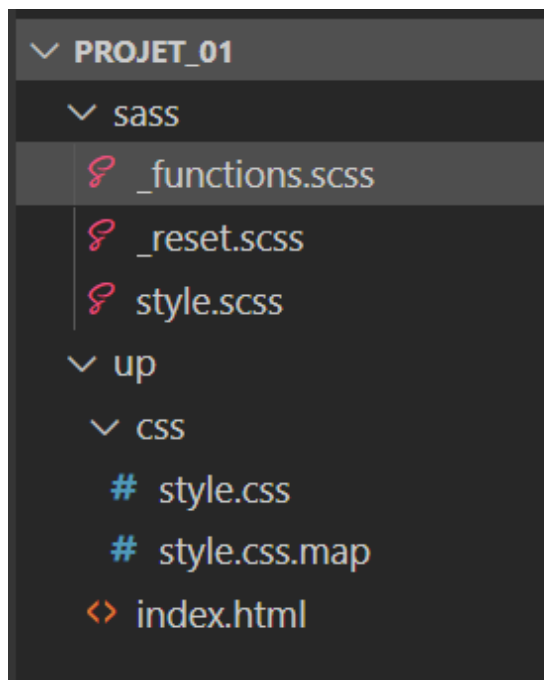 PROJET_01
sass
_functions.scss
_reset.scss
style.scss
up
css
# style.css
# style.css.map
<> index.html